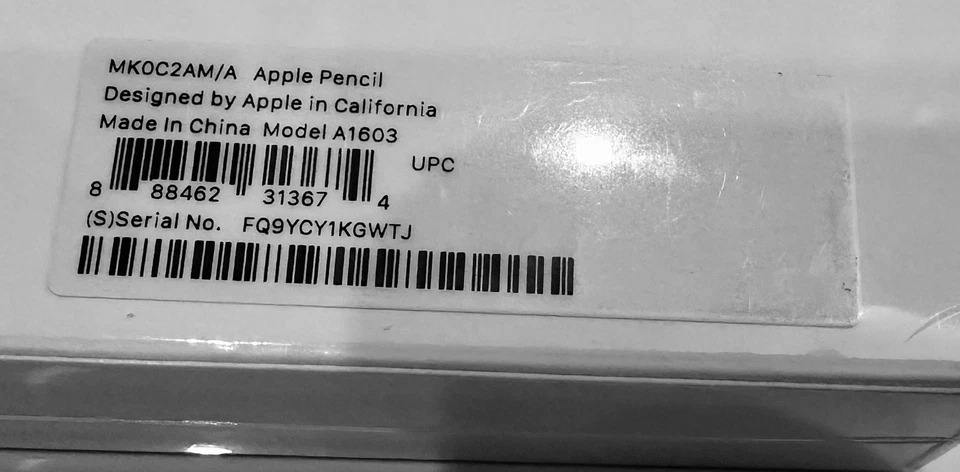 MK0C2AM/A Apple Pencil
Designed by Apple in California
Made In China Model A1603
UPC
8 88462 31367 4
(S)Serial No. FQ9YCY1KGWTJ